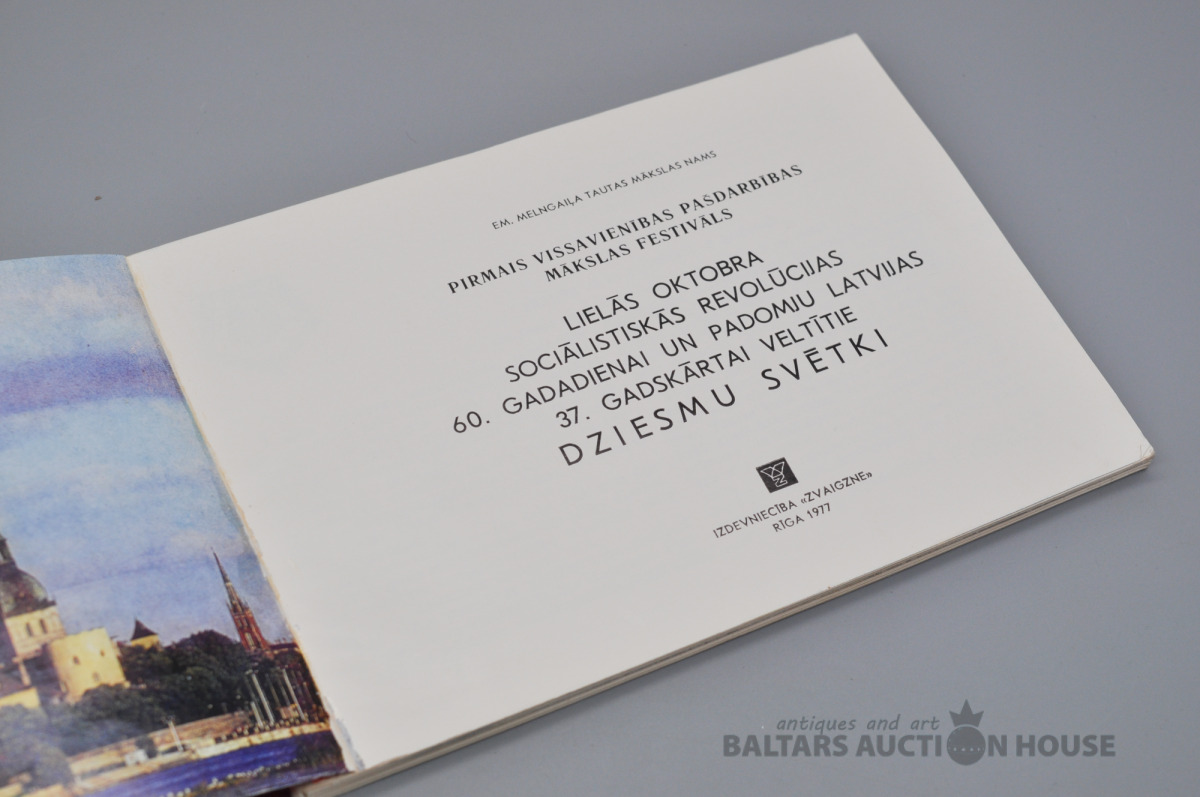 EM. MELNGAIĻA TAUTAS MĀKSLAS NAMS
PIRMAIS VISSAVIENĪBAS PAŠDARBĪBAS
MĀKSLAS FESTIVĀLS
LIELĀS OKTOBRA
SOCIĀLISTISKĀS REVOLŪCIJAS
60. GADADIENAI UN PADOMJU LATVIJAS
37. GADSKĀRTAI VELTĪTIE
DZIESMU SVĒTKI
IZDEVNIECĪBA «ZVAIGZNE»
RĪGA 1977
antiques and art
BALTARS AUCTION HOUSE